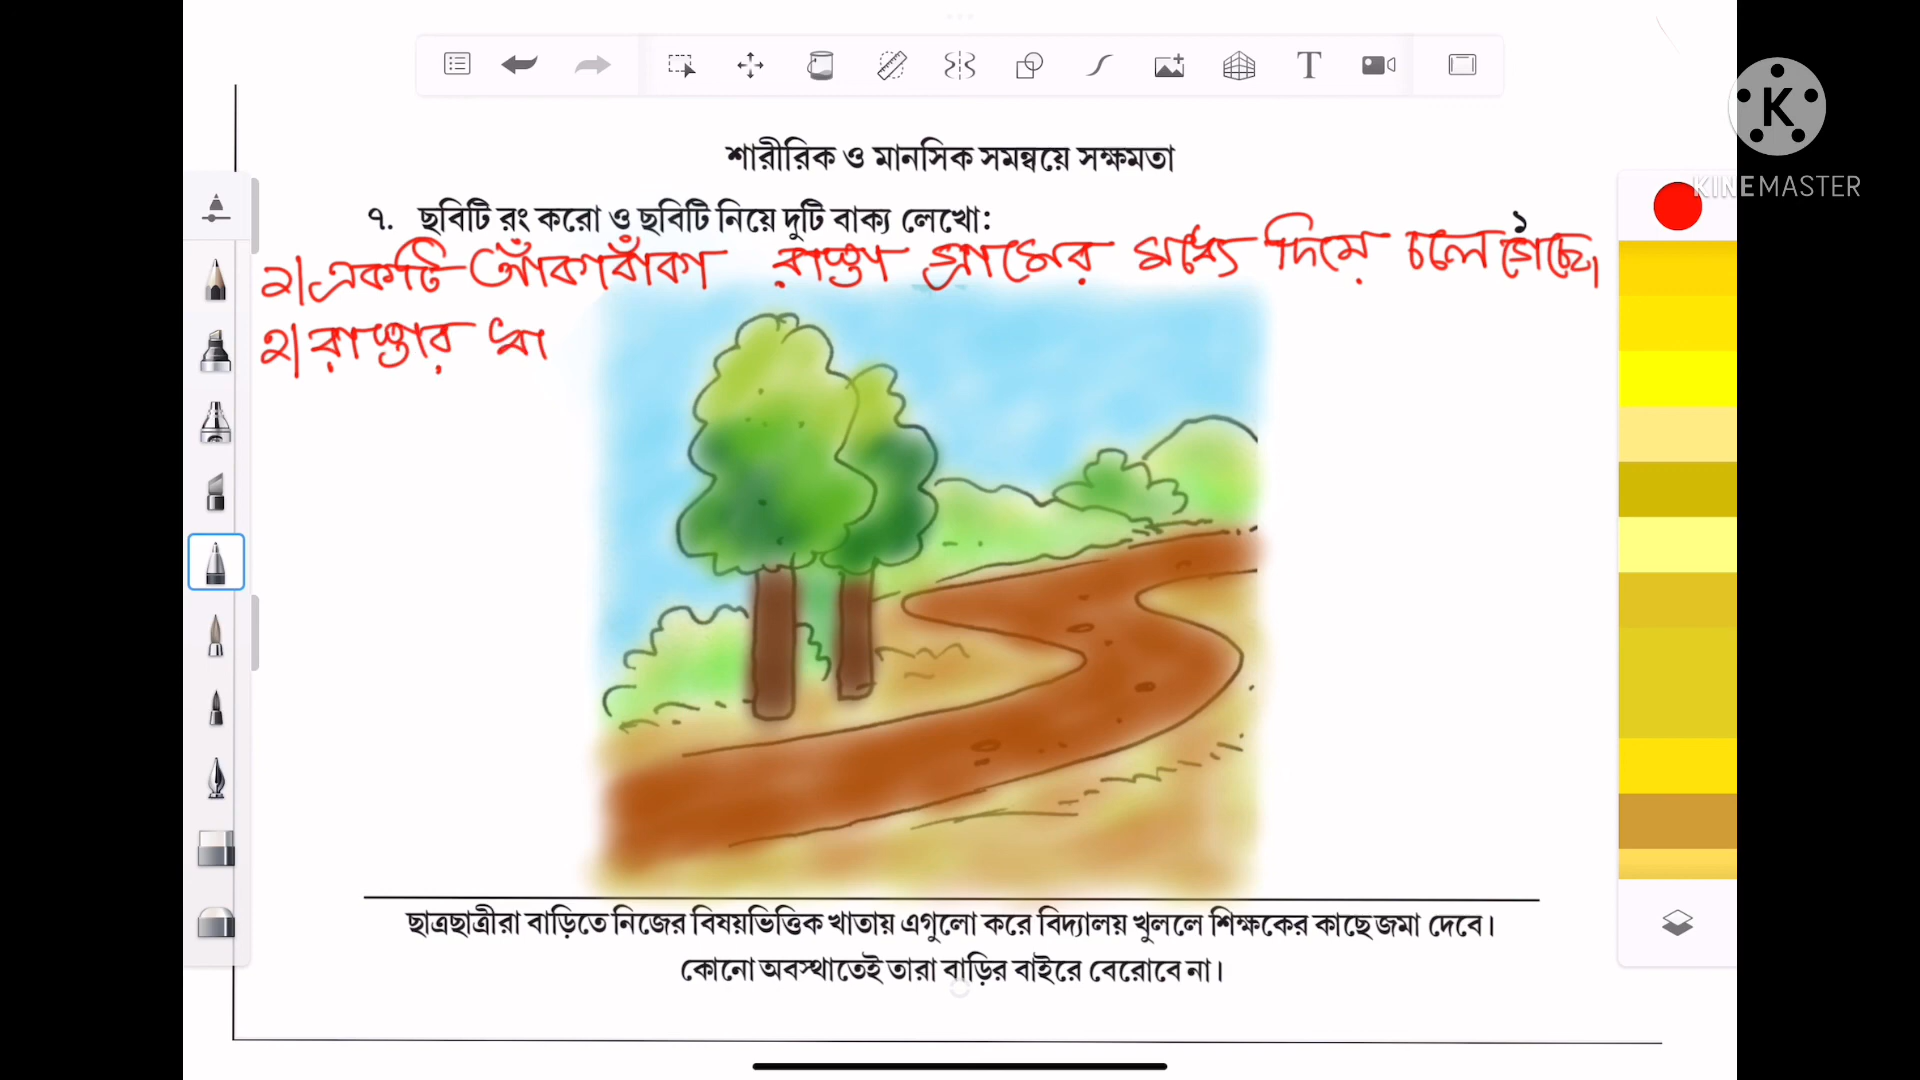 শারীরিক ও মানসিক সমন্বয়ে সক্ষমতা
৭. ছবিটি রং করো ও ছবিটি নিয়ে দুটি বাক্য লেখো: ১
১| একটি আঁকাবাঁকা রাস্তা গ্রামের মধ্যে দিয়ে চলে গেছে।
২| রাস্তার ধা
ছাত্রছাত্রীরা বাড়িতে নিজের বিষয়ভিত্তিক খাতায় এগুলো করে বিদ্যালয় খুললে শিক্ষকের কাছে জমা দেবে।
কোনো অবস্থাতেই তারা বাড়ির বাইরে বেরোবে না।
T
K
KINEMASTER